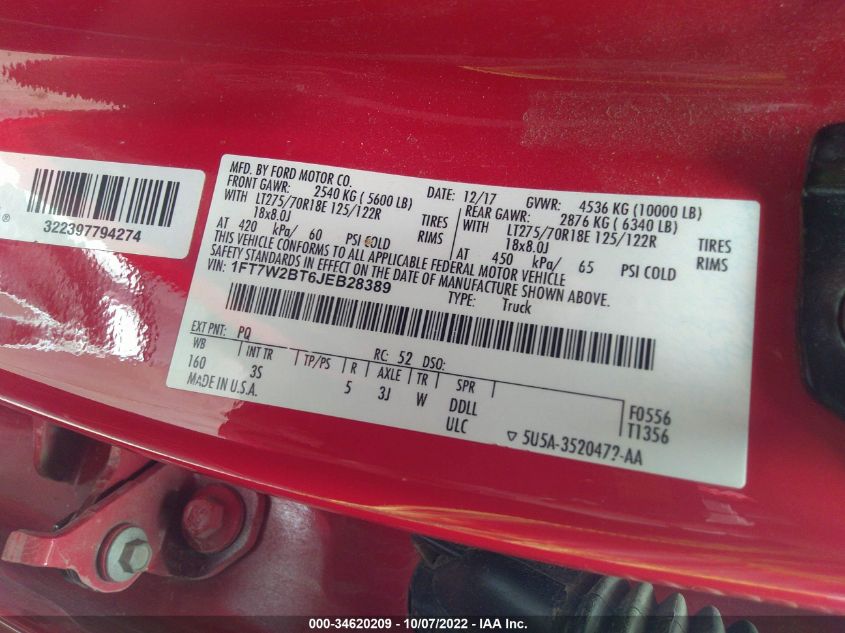 322397794274
®
MFD. BY FORD MOTOR CO.
DATE: 12/17
GVWR: 4536 KG (10000 LB)
FRONT GAWR: 2540 KG ( 5600 LB)
REAR GAWR: 2876 KG ( 6340 LB)
WITH LT275/70R18E 125/122R TIRES
WITH LT275/70R18E 125/122R TIRES
18x8.0J RIMS
18x8.0J RIMS
AT 420 kPa/ 60 PSI COLD
AT 450 kPa/ 65 PSI COLD
THIS VEHICLE CONFORMS TO ALL APPLICABLE FEDERAL MOTOR VEHICLE
SAFETY STANDARDS IN EFFECT ON THE DATE OF MANUFACTURE SHOWN ABOVE.
VIN: 1FT7W2BT6JEB28389
TYPE: Truck
EXT PNT: PQ RC: 52 DSO:
WB INT TR TP/PS R AXLE TR SPR
160 3S 5 3J W DDLL
ULC
MADE IN U.S.A.
F0556
T1356
▽ 5U5A-3520472-AA
000-34620209 - 10/07/2022 - IAA Inc.